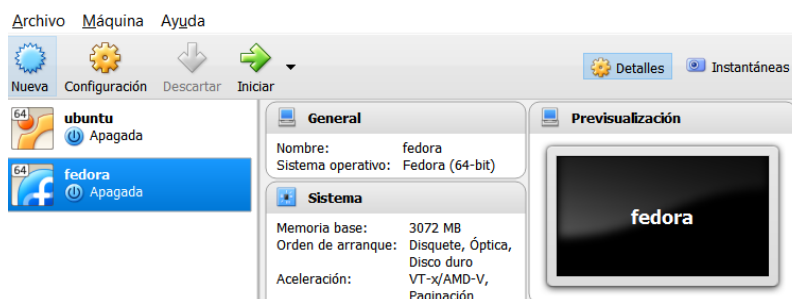 Archivo Máquina Ayuda
Nueva Configuración Descartar Iniciar
Detalles Instantáneas
64 ubuntu
Apagada
64 fedora
Apagada
General
Nombre: fedora
Sistema operativo: Fedora (64-bit)
Sistema
Memoria base: 3072 MB
Orden de arranque: Disquete, Óptica,
Disco duro
Aceleración: VT-x/AMD-V,
Paginación
Previsualización
fedora